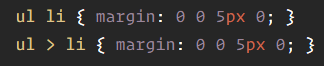 ul li { margin: 0 0 5px 0; }
ul > li { margin: 0 0 5px 0; }